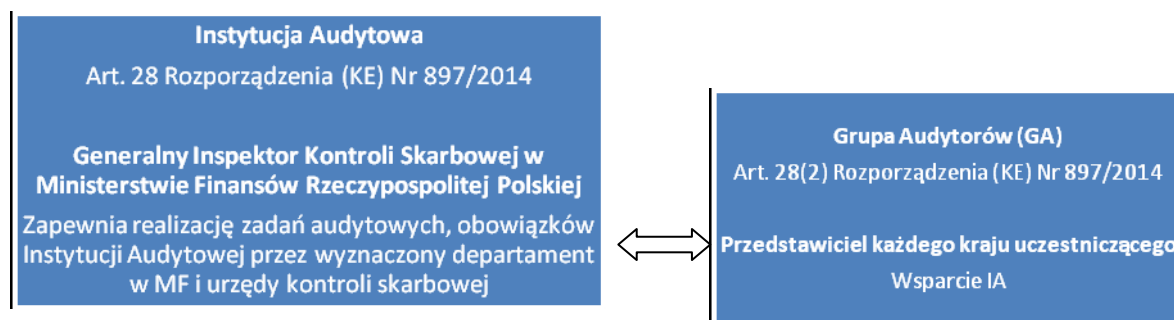 Instytucja Audytowa
Art. 28 Rozporządzenia (KE) Nr 897/2014
Generalny Inspektor Kontroli Skarbowej w
Ministerstwie Finansów Rzeczypospolitej Polskiej
Zapewnia realizację zadań audytowych, obowiązków
Instytucji Audytowej przez wyznaczony departament
w MF i urzędy kontroli skarbowej
Grupa Audytorów (GA)
Art. 28(2) Rozporządzenia (KE) Nr 897/2014
Przedstawiciel każdego kraju uczestniczącego
Wsparcie IA